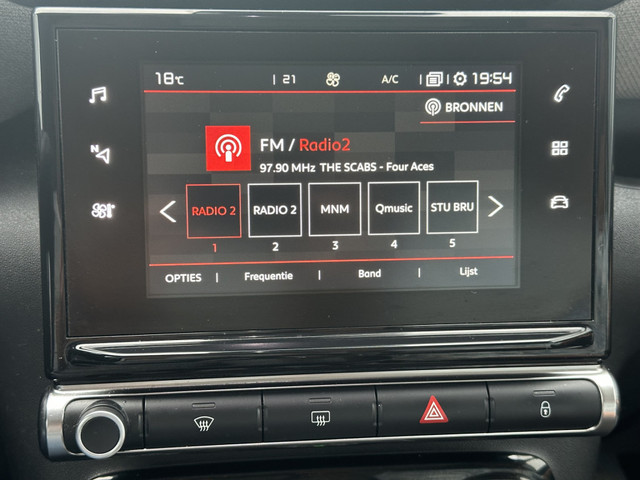 18°C | 21 A/C | | 19:54
BRONNEN
N
FM / Radio2
97.90 MHz THE SCABS - Four Aces
RADIO 2 RADIO 2 MNM Qmusic STU BRU
1 2 3 4 5
OPTIES | Frequentie | Band | Lijst